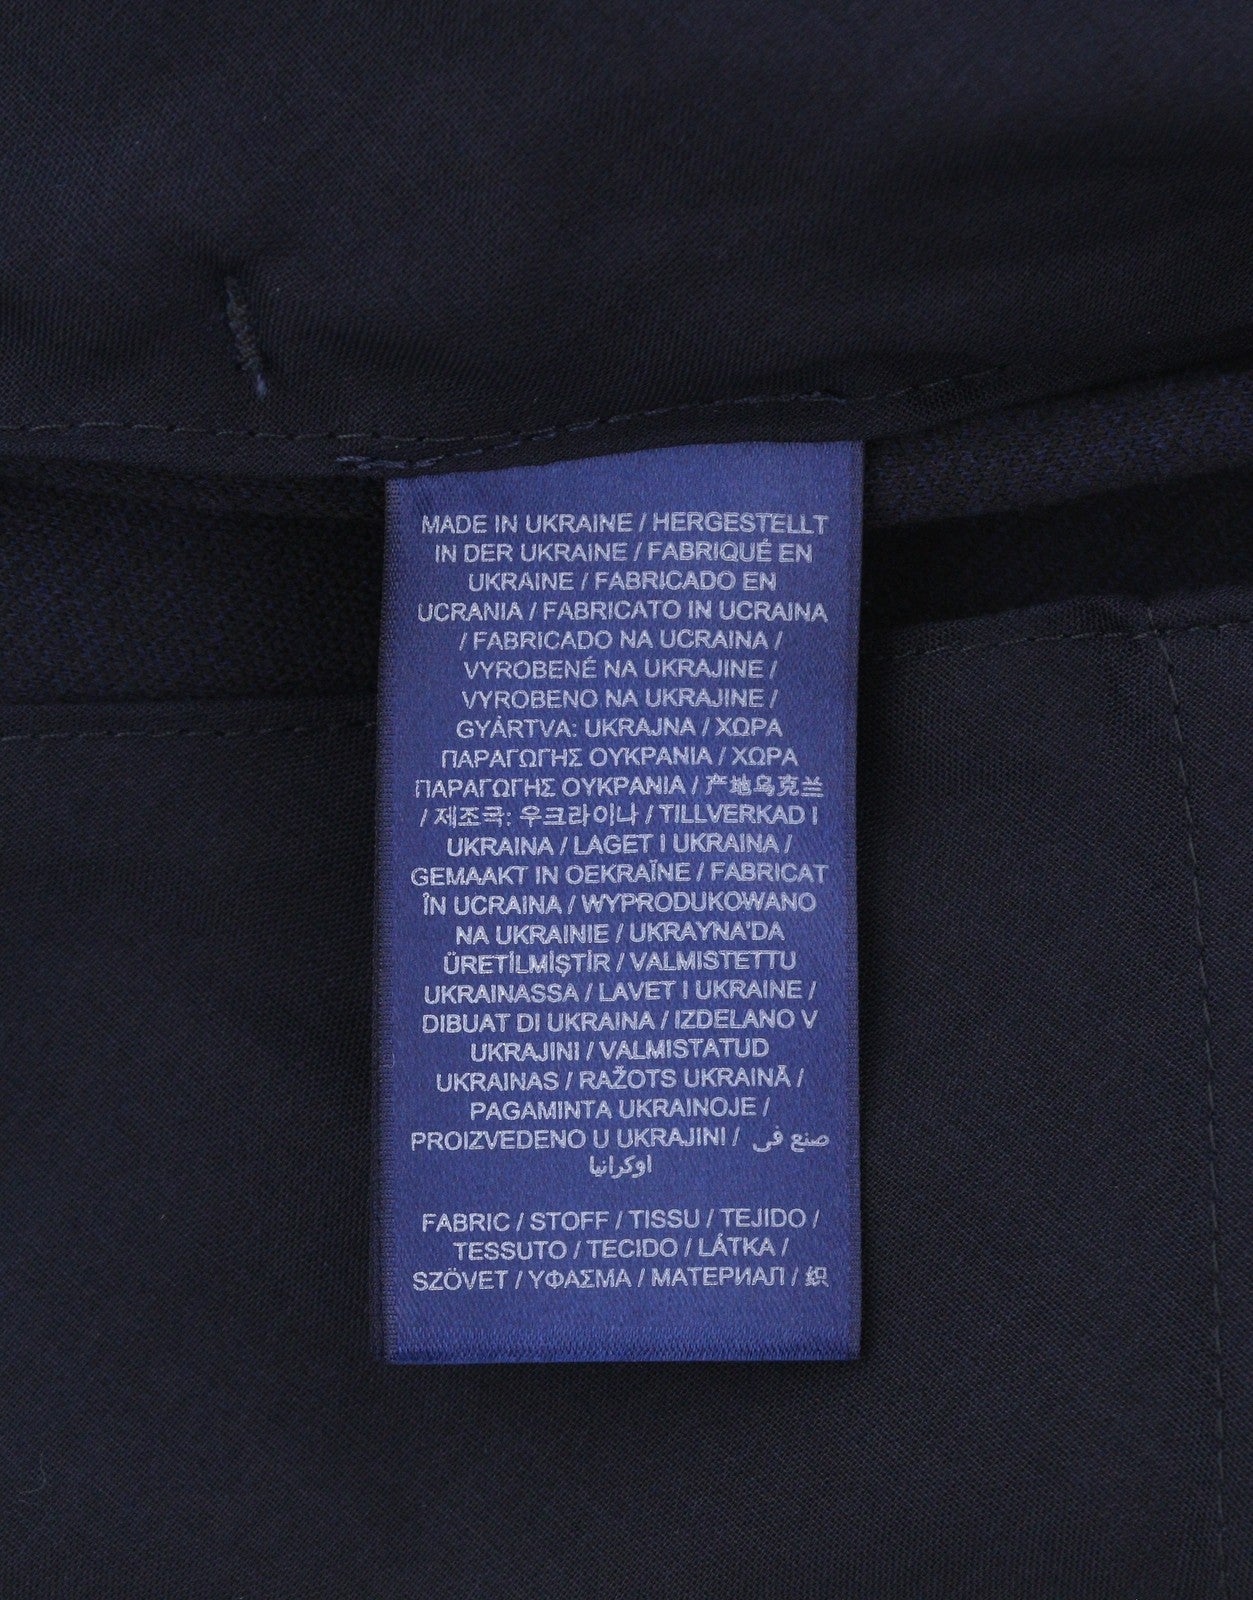 MADE IN UKRAINE / HERGESTELLT
IN DER UKRAINE / FABRIQUÉ EN
UKRAINE / FABRICADO EN
UCRANIA / FABRICATO IN UCRAINA
/ FABRICADO NA UCRAINA /
VYROBENÉ NA UKRAJINE /
VYROBENO NA UKRAJINE /
GYÁRTVA: UKRAJNA / ΧΩΡΑ
ΠΑΡΑΓΩΓΗΣ ΟΥΚΡΑΝΙΑ / ΧΩΡΑ
ΠΑΡΑΓΩΓΗΣ ΟΥΚΡΑΝΙΑ / 产地乌克兰
/ 제조국: 우크라이나 / TILLVERKAD I
UKRAINA / LAGET I UKRAINA /
GEMAAKT IN OEKRAÏNE / FABRICAT
ÎN UCRAINA / WYPRODUKOWANO
NA UKRAINIE / UKRAYNA'DA
ÜRETİLMİŞTİR / VALMISTETTU
UKRAINASSA / LAVET I UKRAINE /
DIBUAT DI UKRAINA / IZDELANO V
UKRAJINI / VALMISTATUD
UKRAINAS / RAŽOTS UKRAINĀ /
PAGAMINTA UKRAINOJE /
PROIZVEDENO U UKRAJINI / صنع في
اوكرانيا
FABRIC / STOFF / TISSU / TEJIDO /
TESSUTO / TECIDO / LÁTKA /
SZÖVET / ΥΦΑΣΜΑ / МАТЕРИАЛ / 织